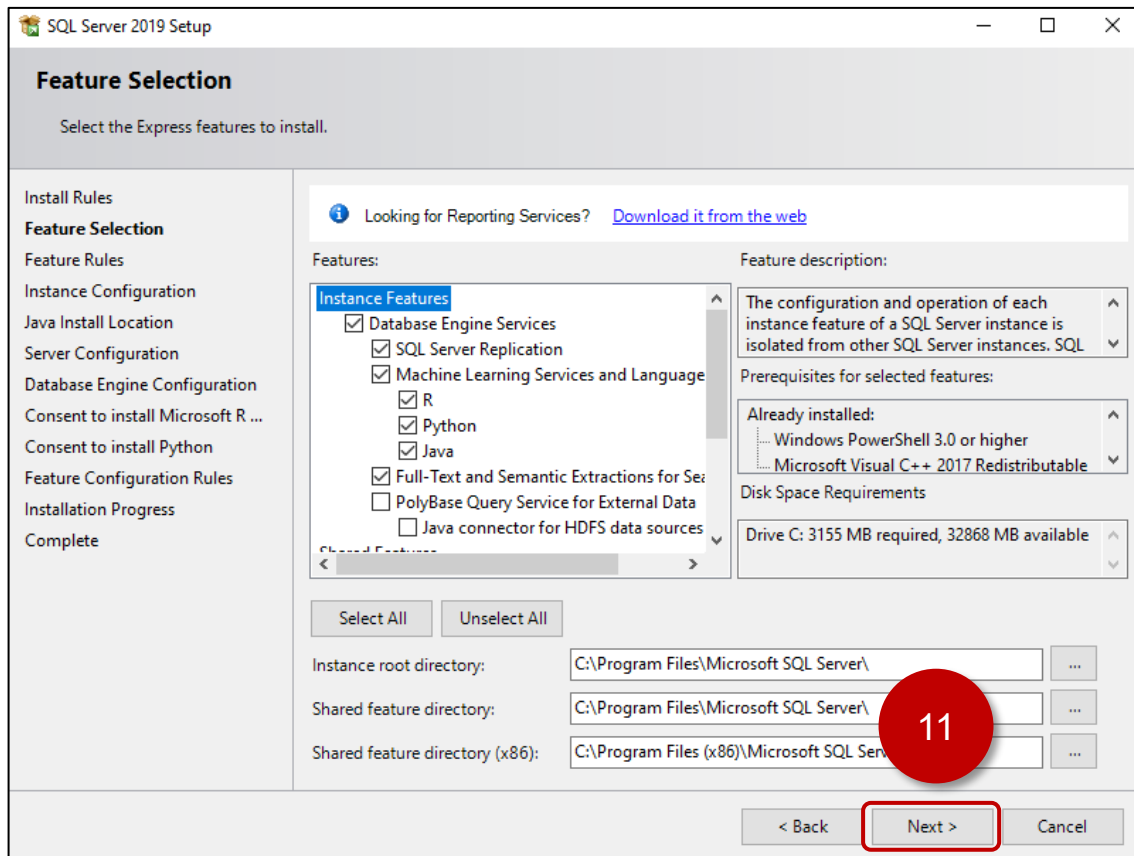 SQL Server 2019 Setup
Feature Selection
Select the Express features to install.
Install Rules
Feature Selection
Feature Rules
Instance Configuration
Java Install Location
Server Configuration
Database Engine Configuration
Consent to install Microsoft R ...
Consent to install Python
Feature Configuration Rules
Installation Progress
Complete
Looking for Reporting Services? Download it from the web
Features:
Instance Features
Database Engine Services
SQL Server Replication
Machine Learning Services and Language
R
Python
Java
Full-Text and Semantic Extractions for Sea
PolyBase Query Service for External Data
Java connector for HDFS data sources
Shared Features
Feature description:
The configuration and operation of each
instance feature of a SQL Server instance is
isolated from other SQL Server instances. SQL
Prerequisites for selected features:
Already installed:
Windows PowerShell 3.0 or higher
Microsoft Visual C++ 2017 Redistributable
Disk Space Requirements
Drive C: 3155 MB required, 32868 MB available
Select All
Unselect All
Instance root directory:
C:\Program Files\Microsoft SQL Server\
...
Shared feature directory:
C:\Program Files\Microsoft SQL Server\
...
Shared feature directory (x86):
C:\Program Files (x86)\Microsoft SQL Ser
...
11
< Back
Next >
Cancel